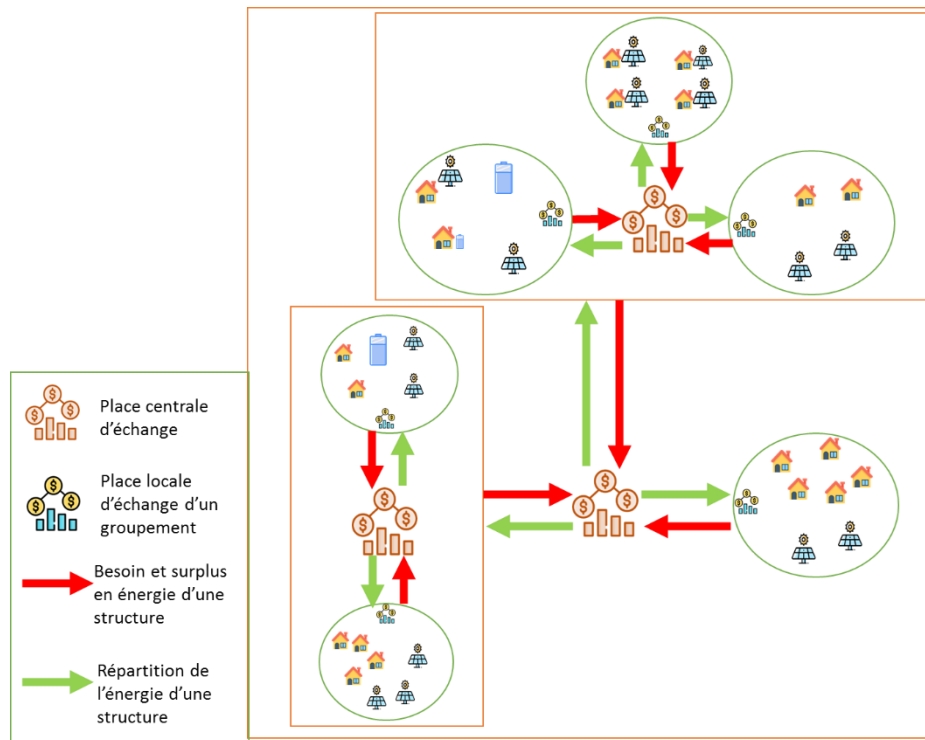 Place centrale
d'échange
Place locale
d'échange d'un
groupement
Besoin et surplus
en énergie d'une
structure
Répartition de
l'énergie d'une
structure